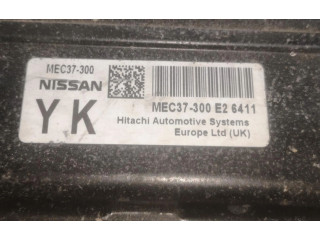 MEC37-300
NISSAN
YK
MEC37-300 E2 6411
Hitachi Automotive Systems
Europe Ltd (UK)